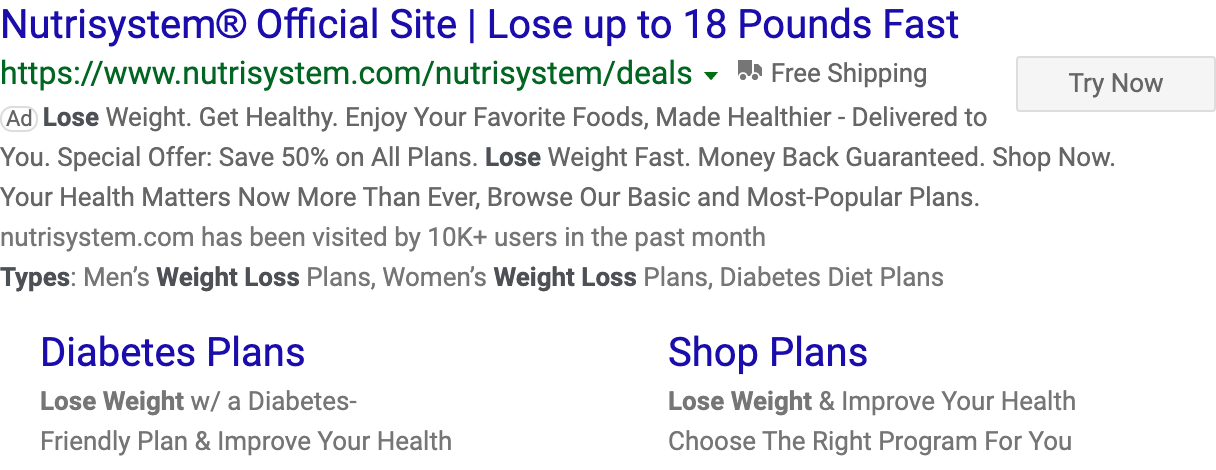 Nutrisystem® Official Site | Lose up to 18 Pounds Fast
https://www.nutrisystem.com/nutrisystem/deals Free Shipping
Try Now
Ad Lose Weight. Get Healthy. Enjoy Your Favorite Foods, Made Healthier - Delivered to
You. Special Offer: Save 50% on All Plans. Lose Weight Fast. Money Back Guaranteed. Shop Now.
Your Health Matters Now More Than Ever, Browse Our Basic and Most-Popular Plans.
nutrisystem.com has been visited by 10K+ users in the past month
Types: Men’s Weight Loss Plans, Women’s Weight Loss Plans, Diabetes Diet Plans
Diabetes Plans
Lose Weight w/ a Diabetes-
Friendly Plan & Improve Your Health
Shop Plans
Lose Weight & Improve Your Health
Choose The Right Program For You